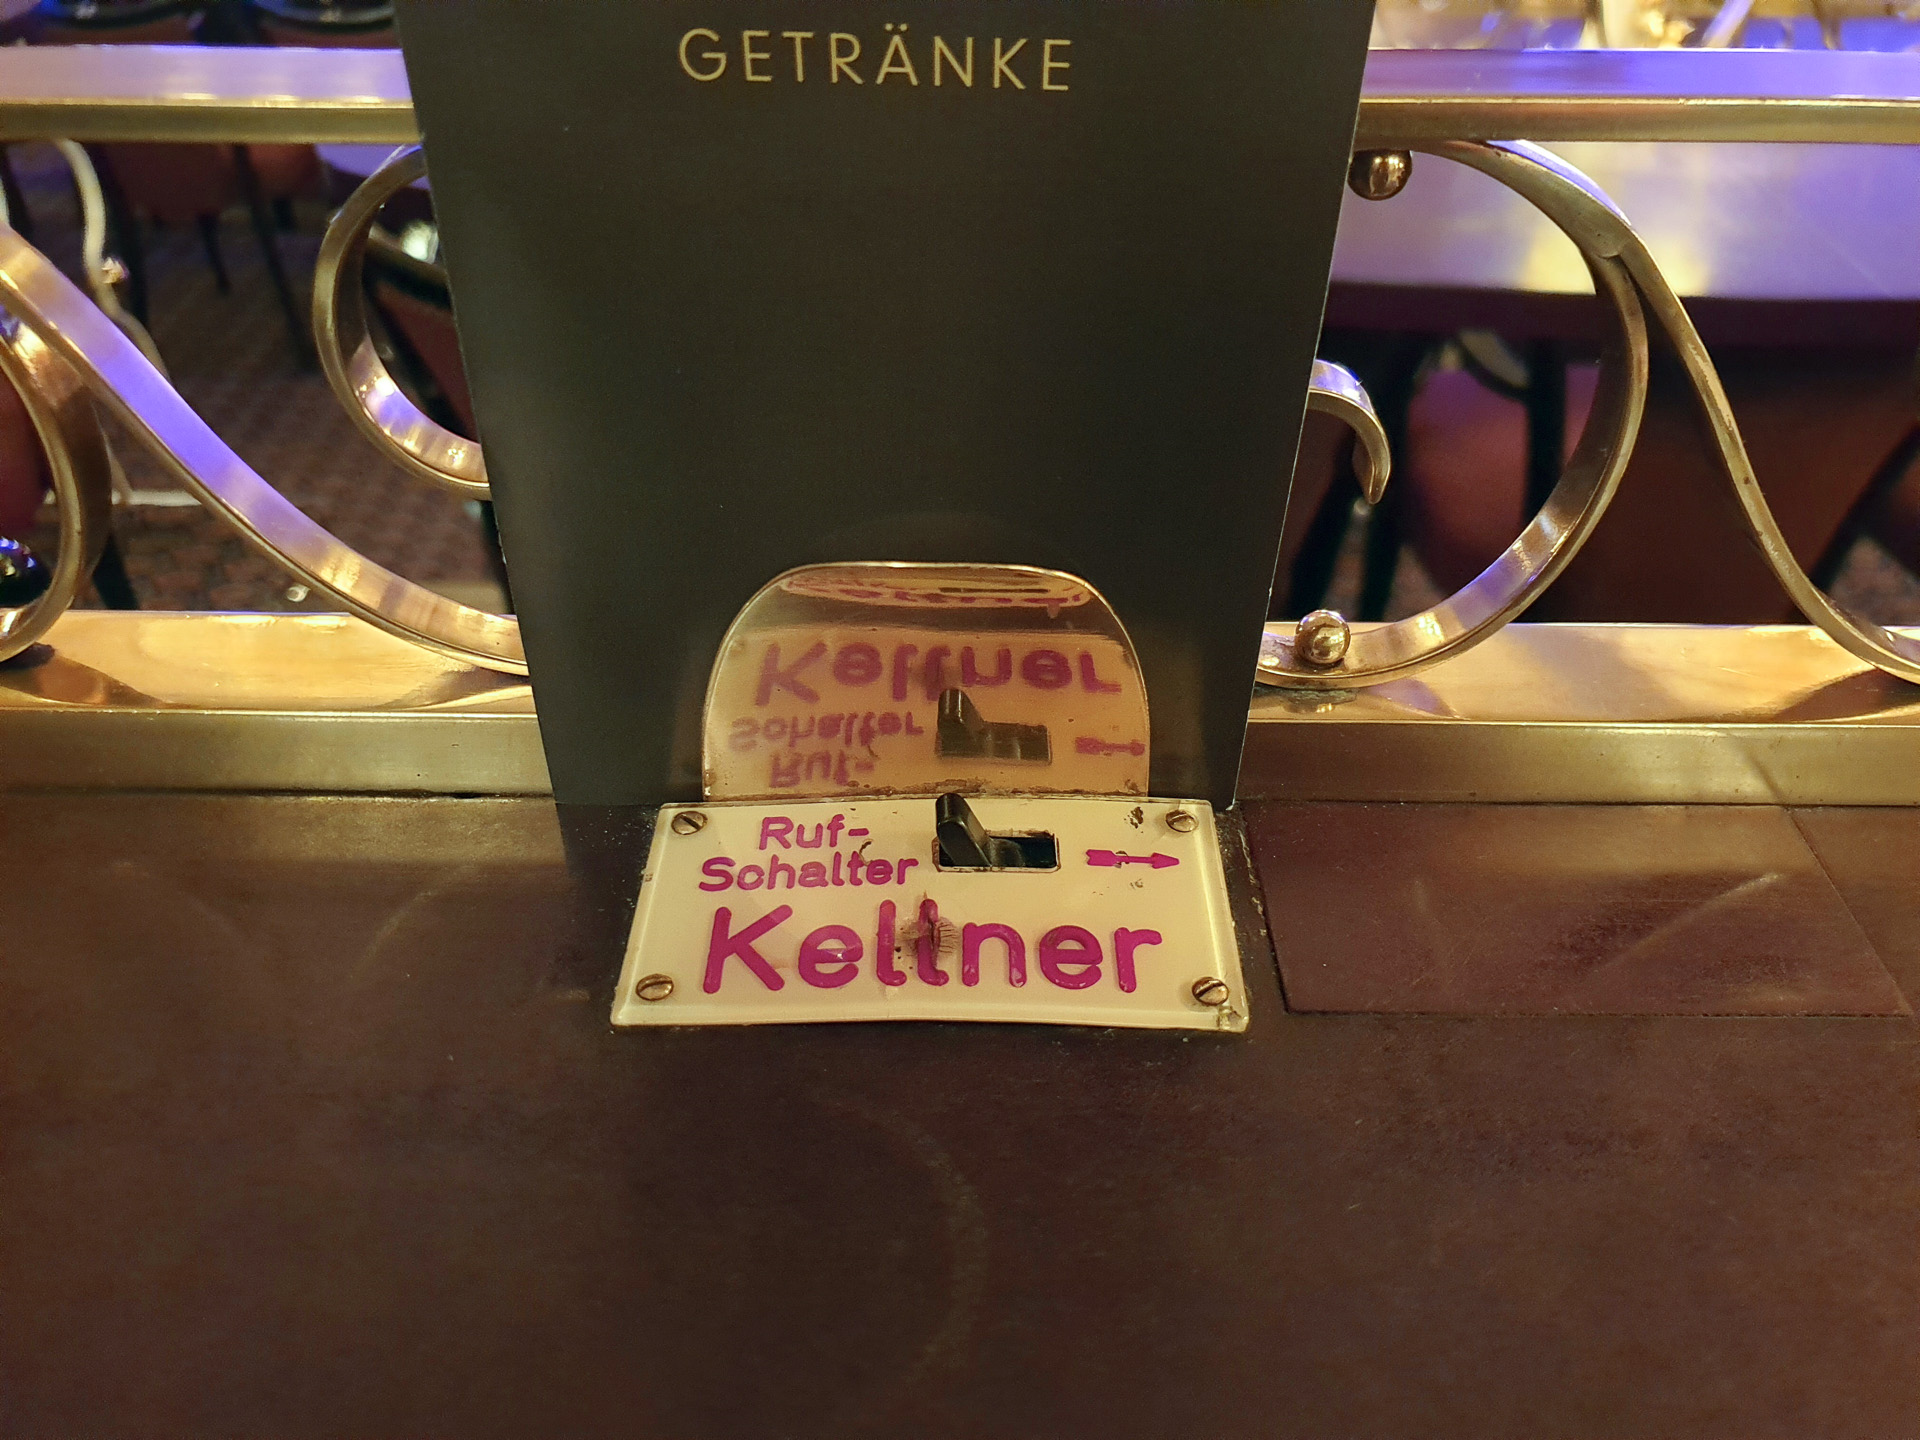 GETRÄNKE
Ruf-
Schalter
Kellner